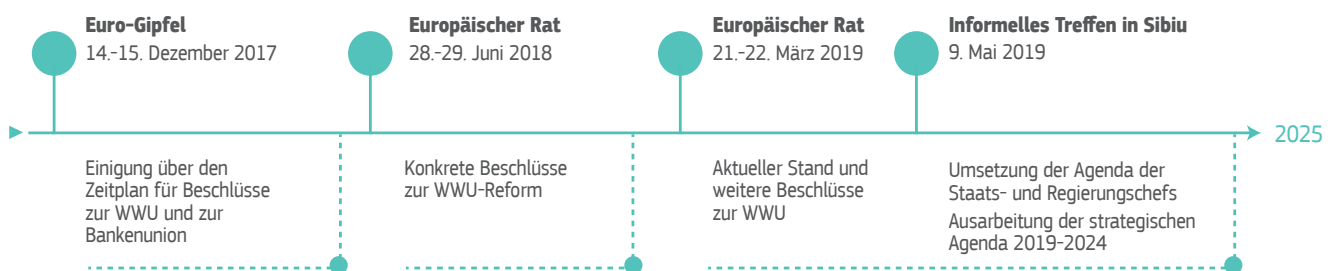 Euro-Gipfel
14.-15. Dezember 2017
Europäischer Rat
28.-29. Juni 2018
Europäischer Rat
21.-22. März 2019
Informelles Treffen in Sibiu
9. Mai 2019
2025
Einigung über den
Zeitplan für Beschlüsse
zur WWU und zur
Bankenunion
Konkrete Beschlüsse
zur WWU-Reform
Aktueller Stand und
weitere Beschlüsse
zur WWU
Umsetzung der Agenda der
Staats- und Regierungschefs
Ausarbeitung der strategischen
Agenda 2019-2024